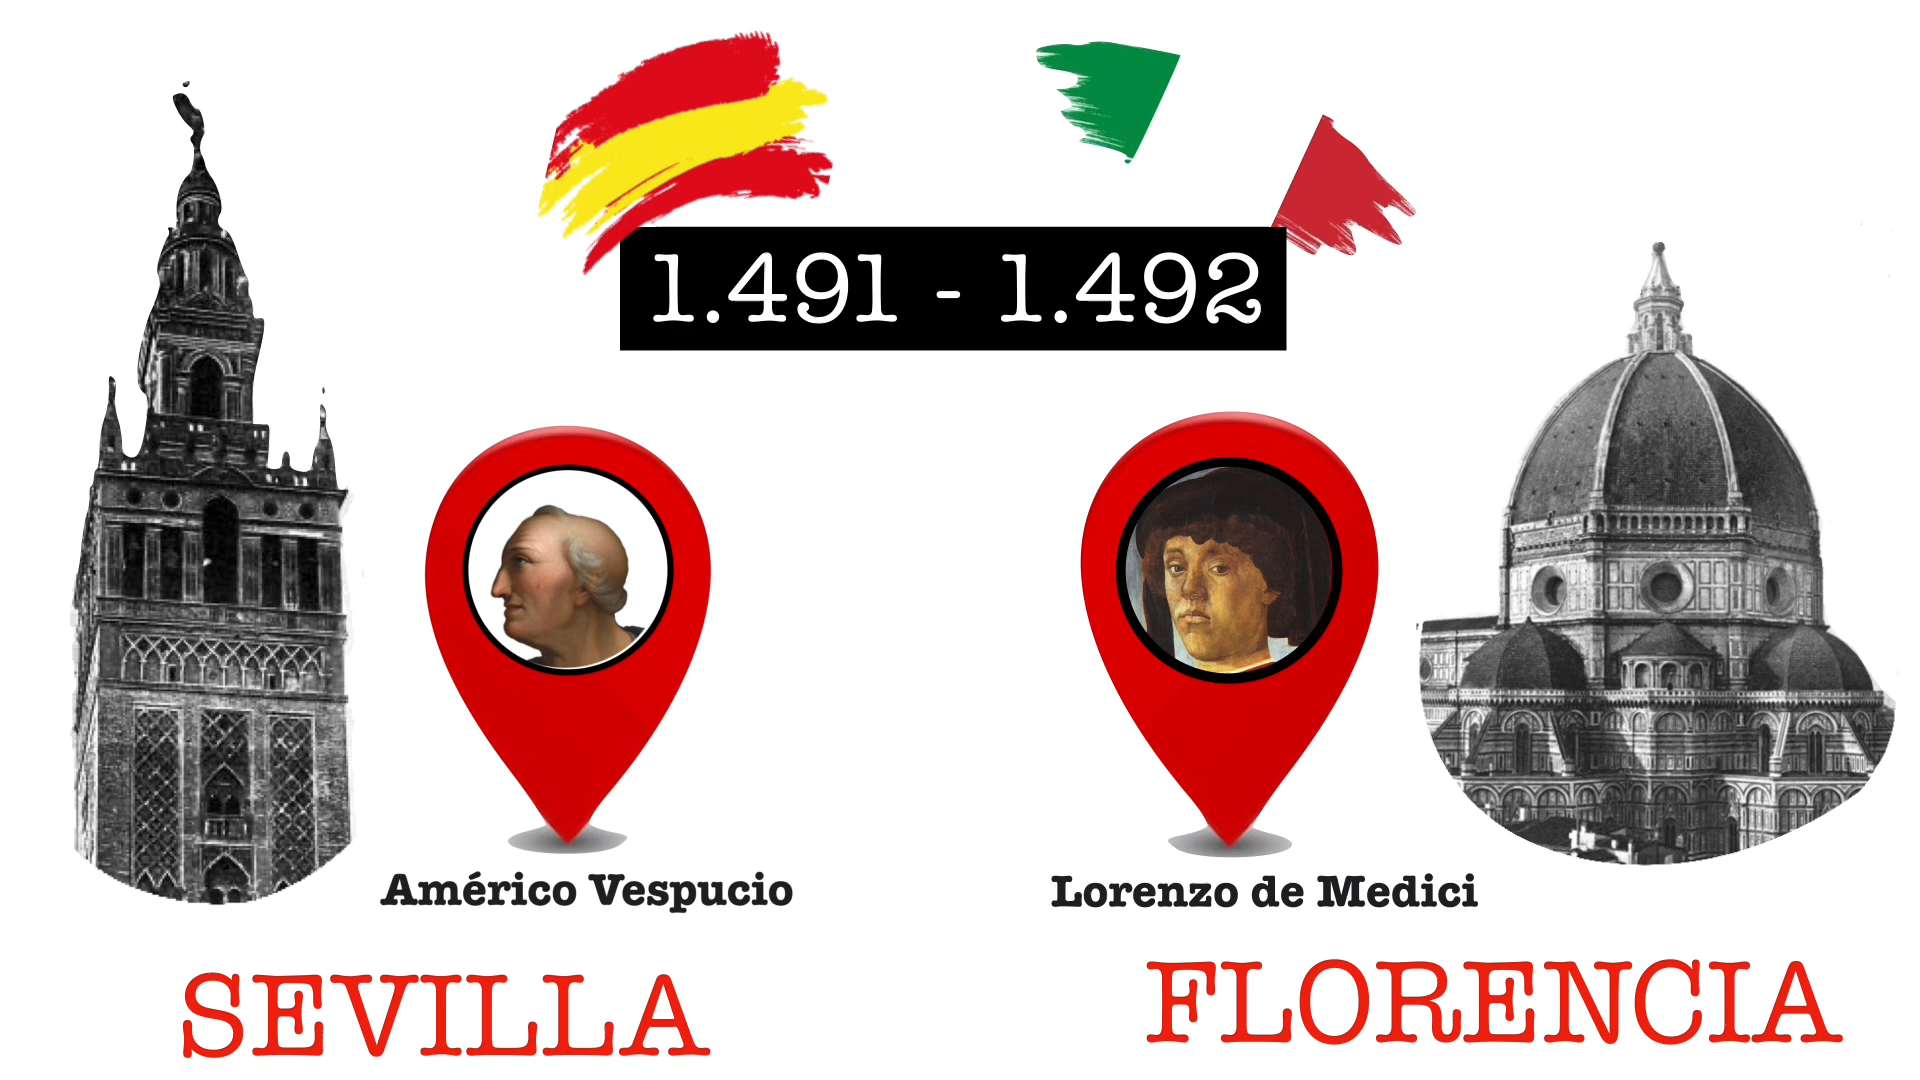 1.491 - 1.492
Américo Vespucio
Lorenzo de Medici
SEVILLA
FLORENCIA